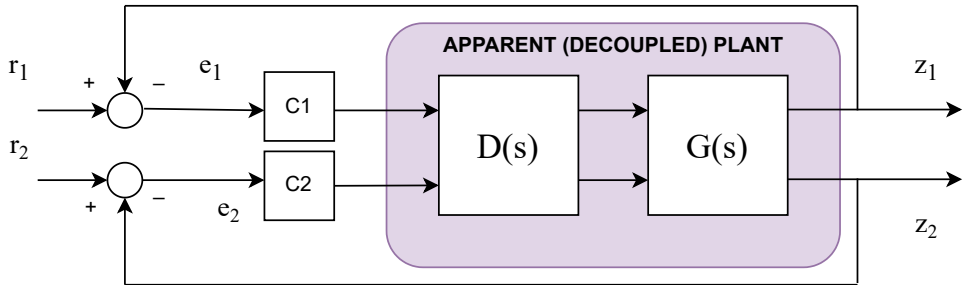 APPARENT (DECOUPLED) PLANT
r₁
+
−
e₁
C1
D(s)
G(s)
z₁
r₂
+
−
e₂
C2
z₂